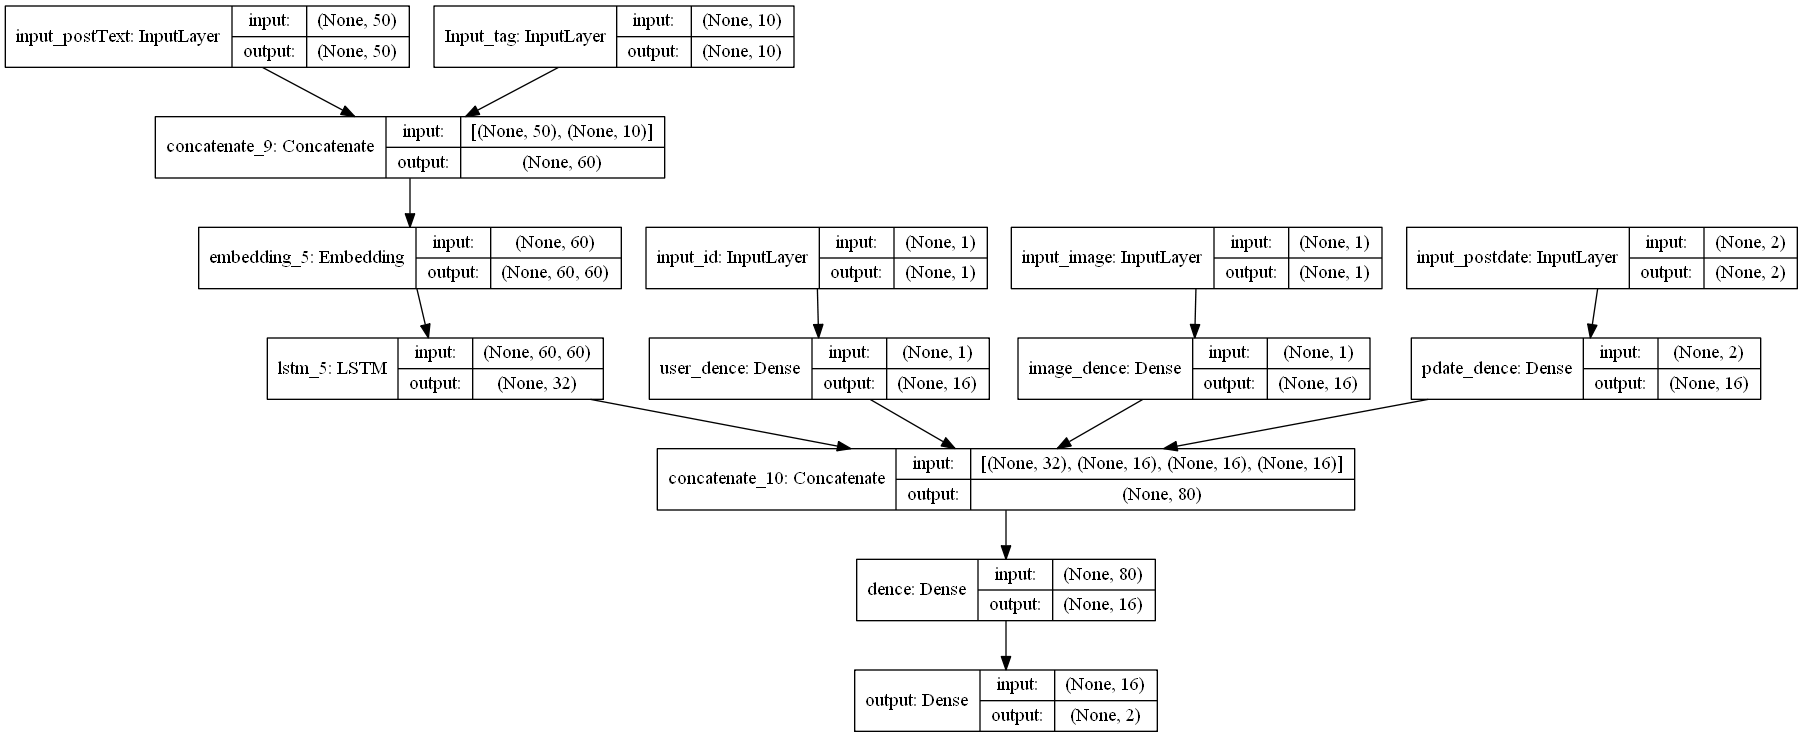 input_postText: InputLayer
input: (None, 50)
output: (None, 50)
Input_tag: InputLayer
input: (None, 10)
output: (None, 10)
concatenate_9: Concatenate
input: [(None, 50), (None, 10)]
output: (None, 60)
embedding_5: Embedding
input: (None, 60)
output: (None, 60, 60)
input_id: InputLayer
input: (None, 1)
output: (None, 1)
input_image: InputLayer
input: (None, 1)
output: (None, 1)
input_postdate: InputLayer
input: (None, 2)
output: (None, 2)
lstm_5: LSTM
input: (None, 60, 60)
output: (None, 32)
user_dence: Dense
input: (None, 1)
output: (None, 16)
image_dence: Dense
input: (None, 1)
output: (None, 16)
pdate_dence: Dense
input: (None, 2)
output: (None, 16)
concatenate_10: Concatenate
input: [(None, 32), (None, 16), (None, 16), (None, 16)]
output: (None, 80)
dence: Dense
input: (None, 80)
output: (None, 16)
output: Dense
input: (None, 16)
output: (None, 2)